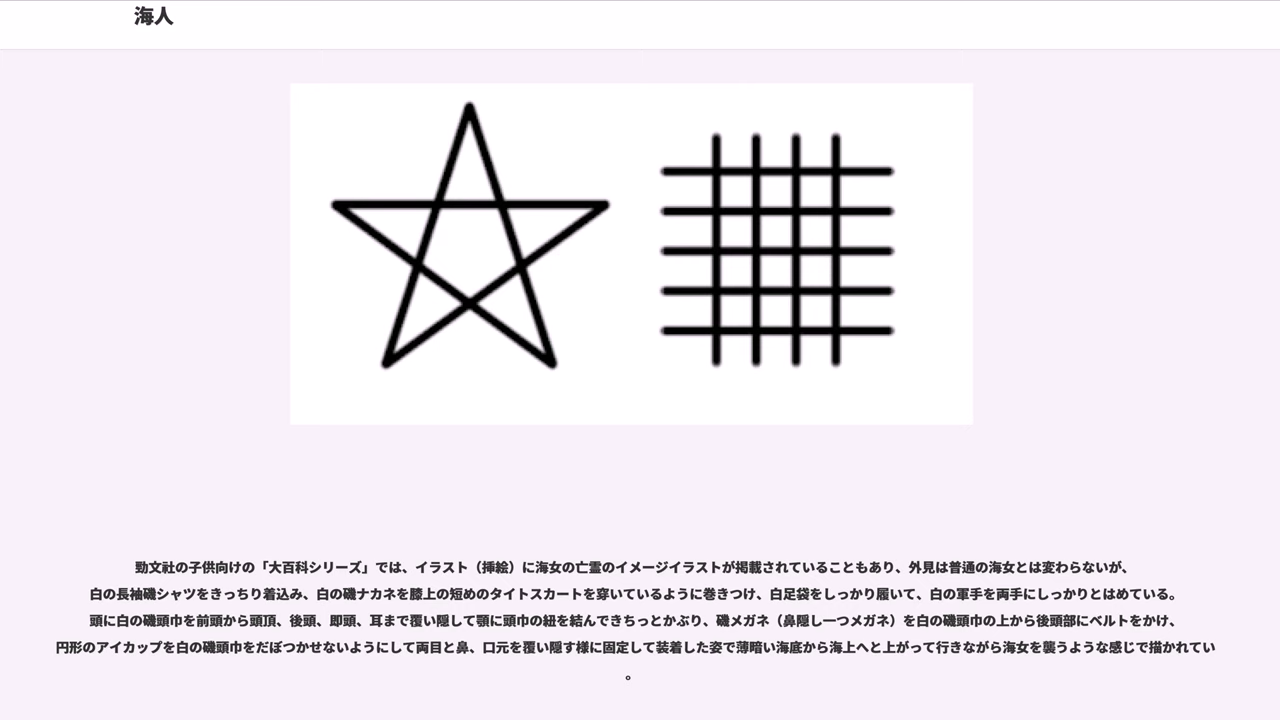 海人
勁文社の子供向けの「大百科シリーズ」では、イラスト（挿絵）に海女の亡霊のイメージイラストが掲載されていることもあり、外見は普通の海女とは変わらないが、
白の長袖磯シャツをきっちり着込み、白の磯ナカネを膝上の短めのタイトスカートを穿いているように巻きつけ、白足袋をしっかり履いて、白の軍手を両手にしっかりとはめている。
頭に白の磯頭巾を前頭から頭頂、後頭、即頭、耳まで覆い隠して顎に頭巾の紐を結んできちっとかぶり、磯メガネ（鼻隠し一つメガネ）を白の磯頭巾の上から後頭部にベルトをかけ、
円形のアイカップを白の磯頭巾をだぼつかせないようにして両目と鼻、口元を覆い隠す様に固定して装着した姿で薄暗い海底から海上へと上がって行きながら海女を襲うような感じで描かれてい
。